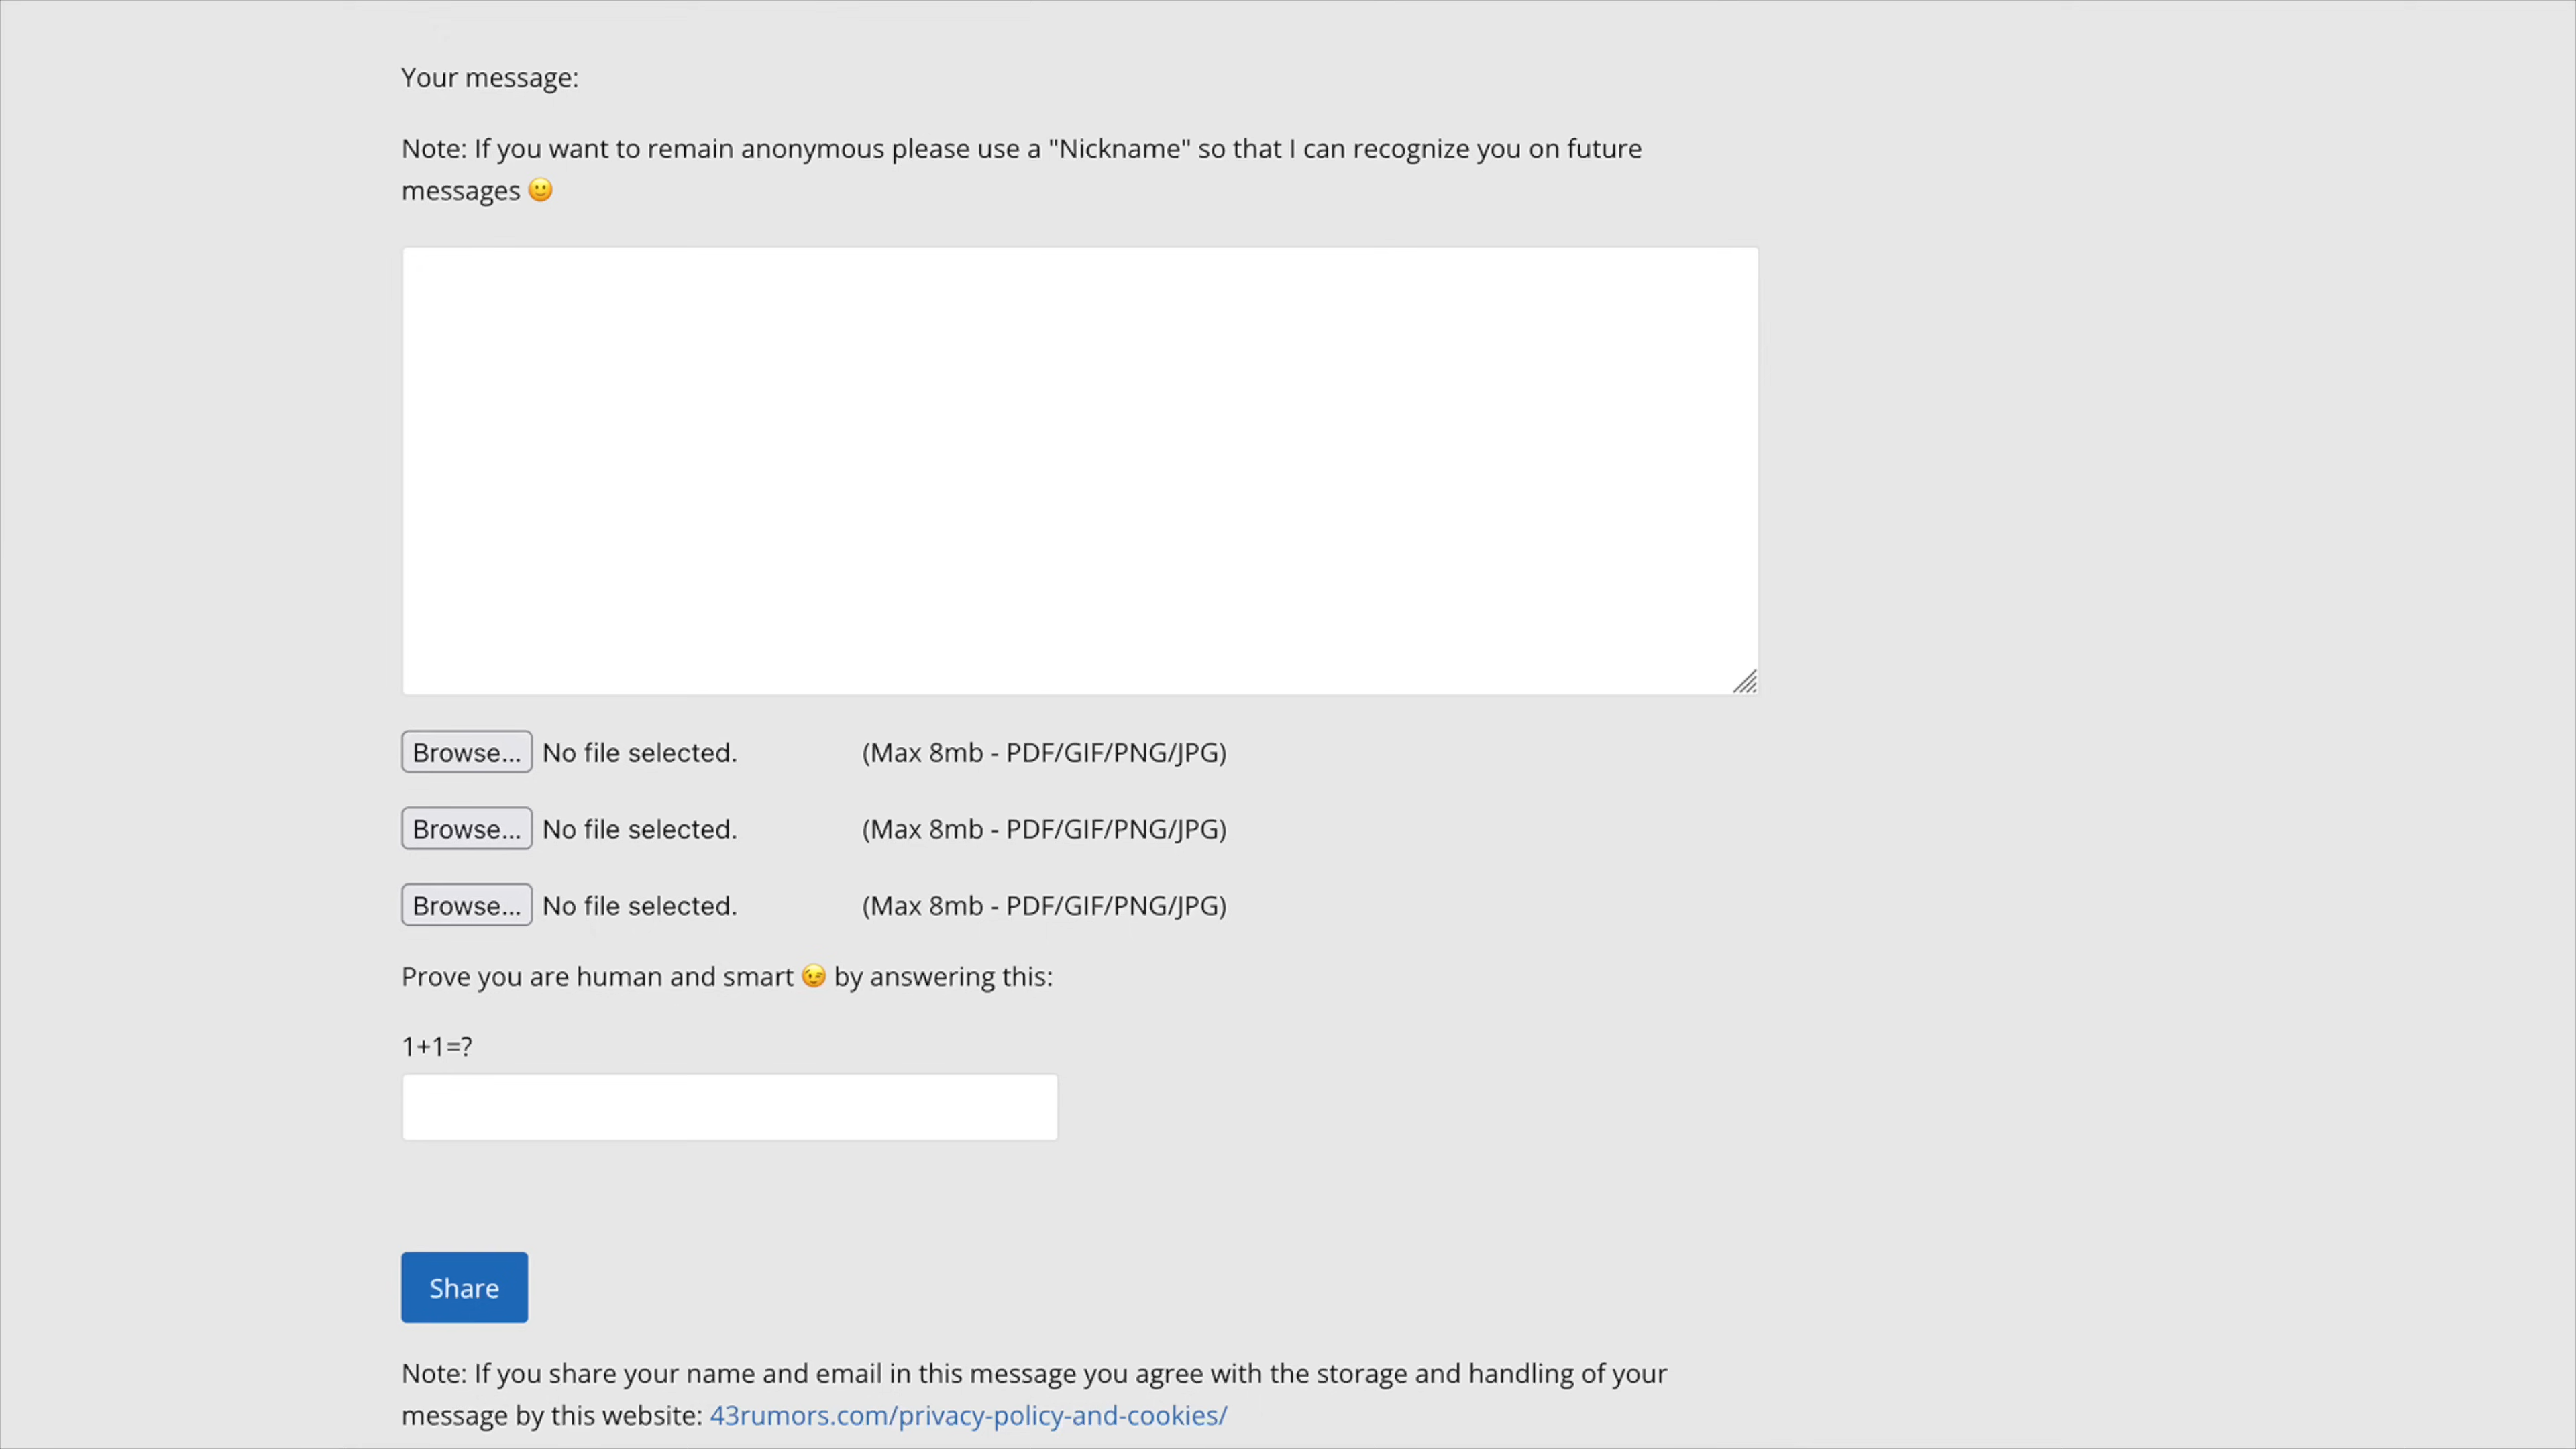 Your message:
Note: If you want to remain anonymous please use a "Nickname" so that I can recognize you on future
messages 🙂
Browse... No file selected. (Max 8mb - PDF/GIF/PNG/JPG)
Browse... No file selected. (Max 8mb - PDF/GIF/PNG/JPG)
Browse... No file selected. (Max 8mb - PDF/GIF/PNG/JPG)
Prove you are human and smart 😉 by answering this:
1+1=?
Share
Note: If you share your name and email in this message you agree with the storage and handling of your
message by this website: 43rumors.com/privacy-policy-and-cookies/